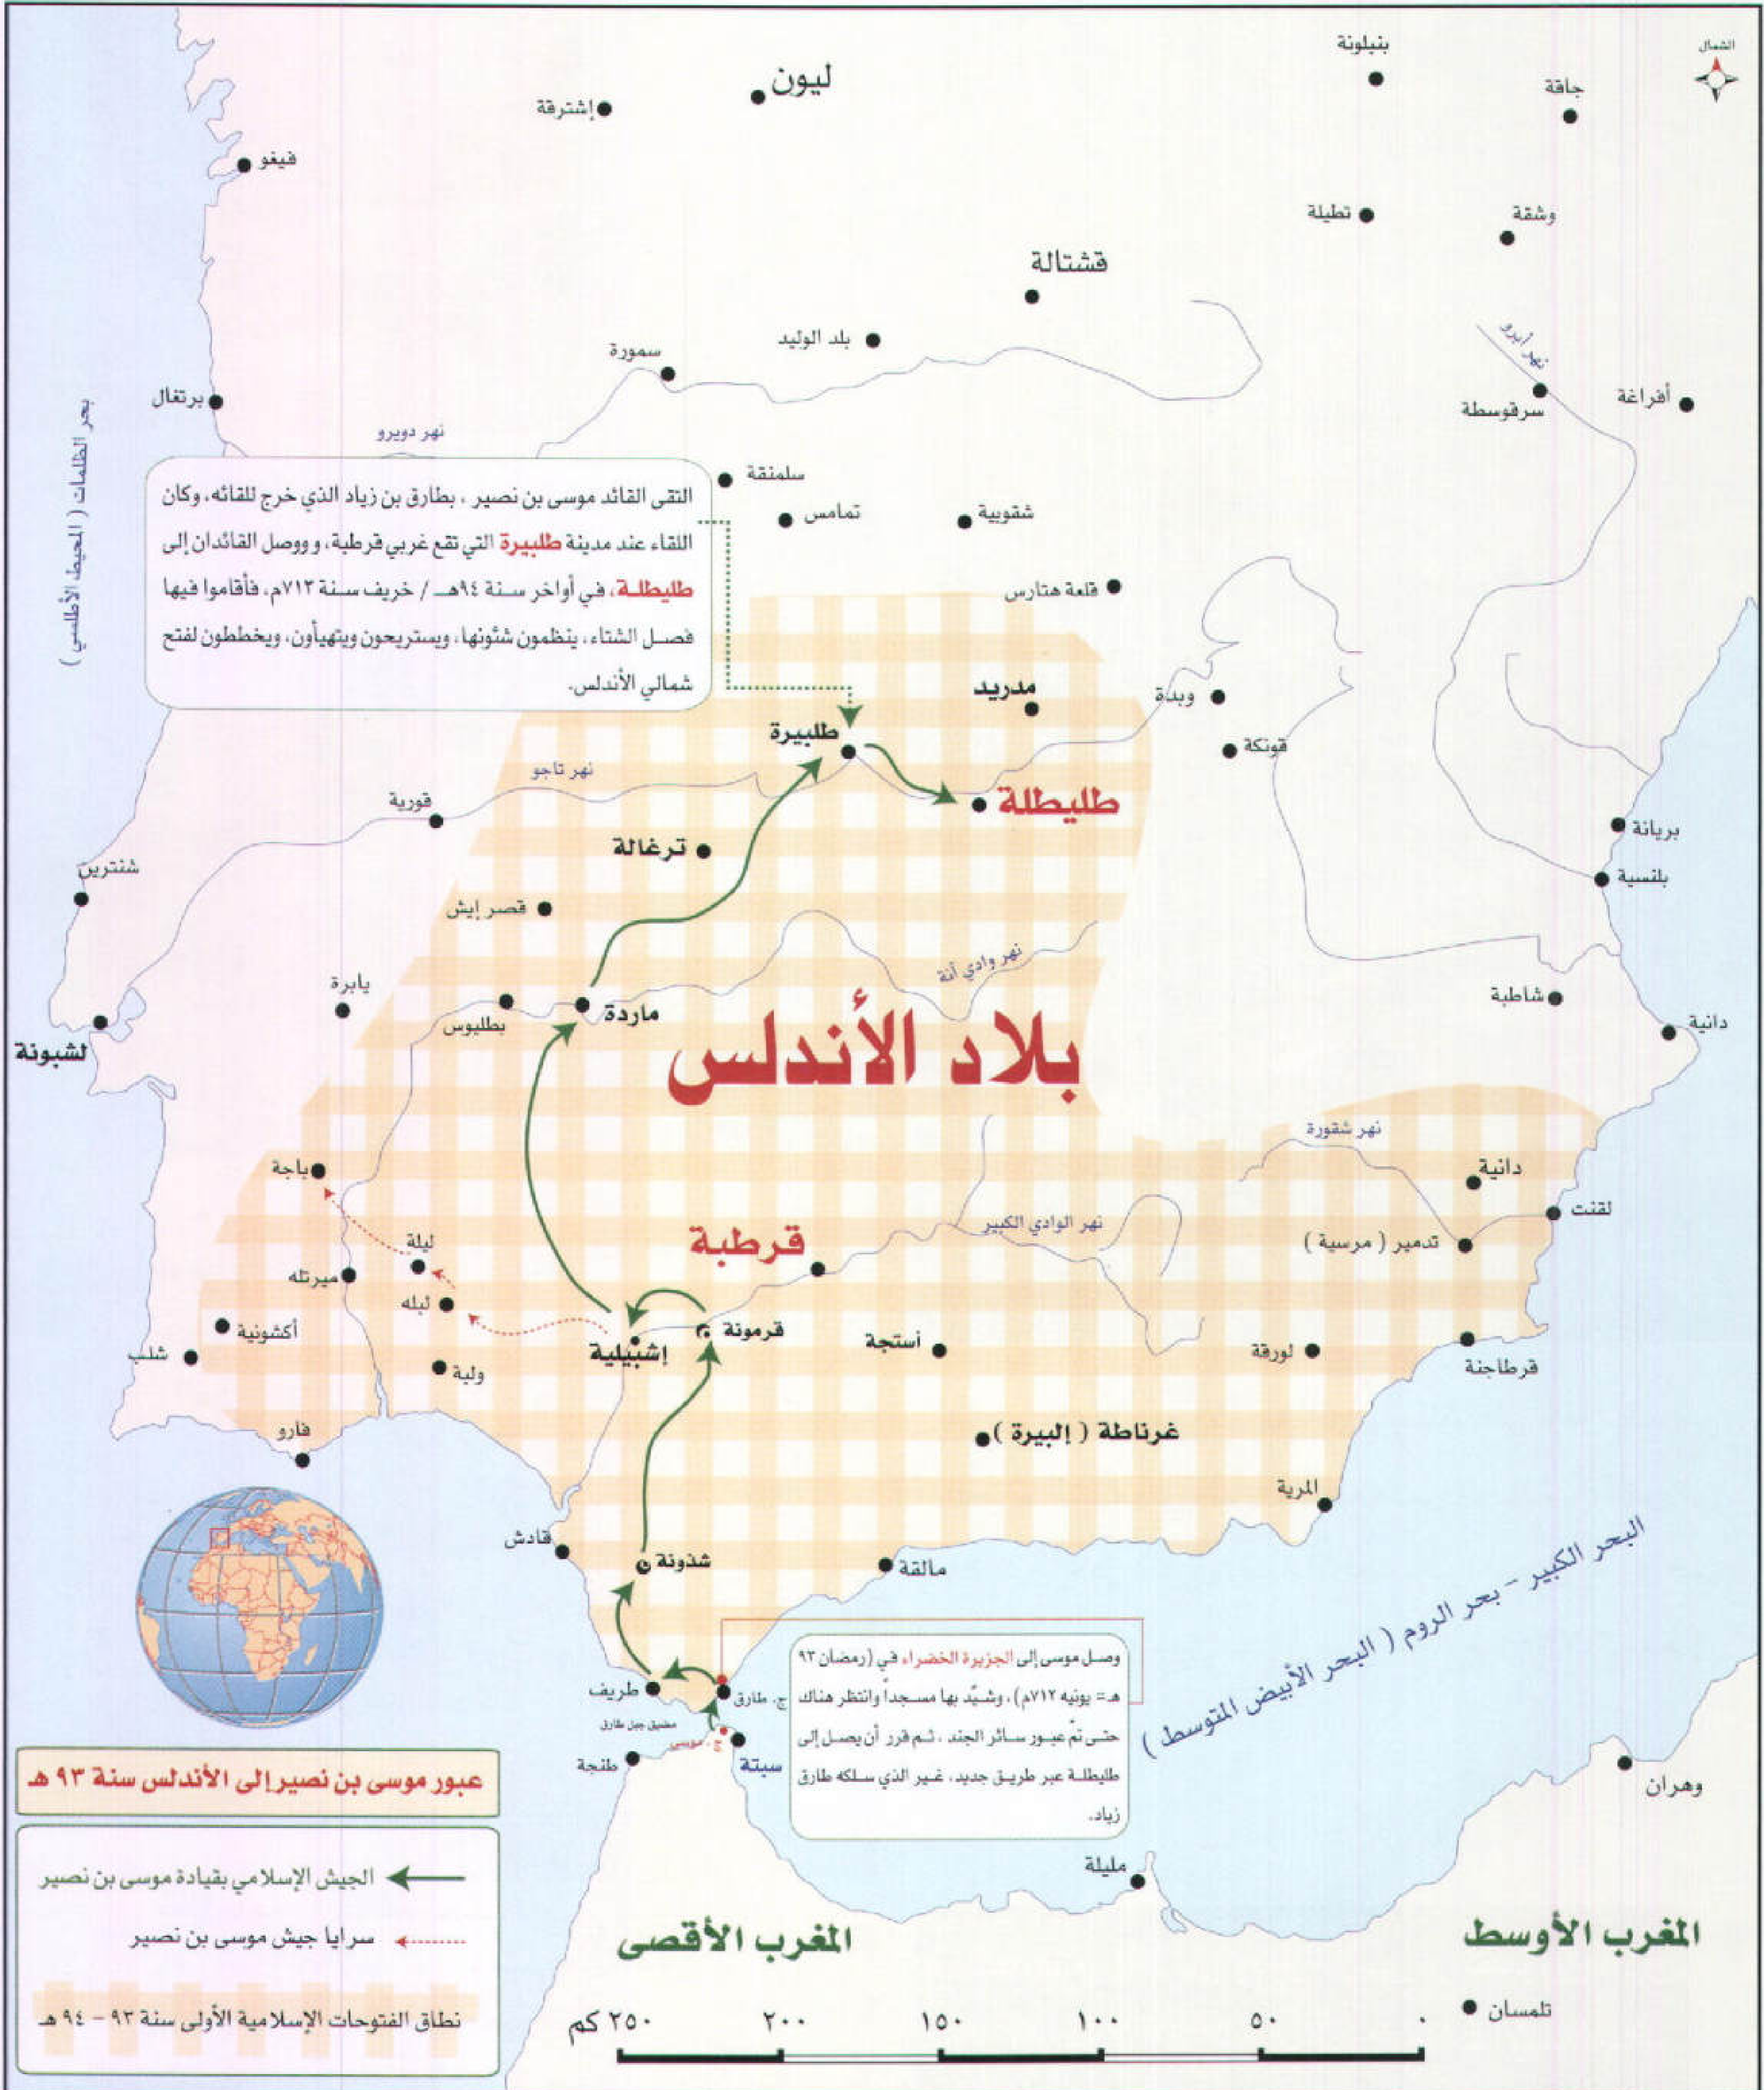 الشمال
بنبلونة
جاقة
ليون
إشترقة
فيغو
تطيلة
وشقة
قشتالة
بلد الوليد
سمورة
نهر أبرو
سرقوسطة
أفراغة
برتغال
نهر دويرو
بحر الظلمات ( المحيط الأطلسي )
سلمنقة
تمامس
شقوبية
قلعة هنارس
التقى القائد موسى بن نصير ، بطارق بن زياد الذي خرج للقائه، وكان
اللقاء عند مدينة طلبيرة التي تقع غربي قرطبة، و ووصل القائدان إلى
طليطلة، في أواخر سنة ٩٤هـ / خريف سنة ٧١٣م، فأقاموا فيها
فصل الشتاء، ينظمون شئونها، ويستريحون ويتهيأون، ويخططون لفتح
شمالي الأندلس.
مدريد
وبذة
طلبيرة
قونكة
نهر تاجو
طليطلة
قورية
بريانة
ترغالة
شنترين
بلنسية
قصر إيش
نهر وادي آنة
يابرة
بطليوس
ماردة
شاطبة
دانية
لشبونة
بلاد الأندلس
نهر شقورة
باجة
دانية
لقنت
نهر الوادي الكبير
قرطبة
تدمير ( مرسية )
ليلة
ميرتله
لبله
أكشونية
شلب
ولبة
إشبيلية
قرمونة
أستجة
لورقة
قرطاجنة
غرناطة ( إلبيرة )
فارو
المرية
قادش
شذونة
مالقة
البحر الكبير - بحر الروم ( البحر الأبيض المتوسط )
وصل موسى إلى الجزيرة الخضراء في (رمضان ٩٣
هـ= يونيه ٧١٢م)، وشيّد بها مسجداً وانتظر هناك
حتى تمّ عبور سائر الجند ، ثم قرر أن يصل إلى
طليطلة عبر طريق جديد، غير الذي سلكه طارق
زياد.
طريف
ج. طارق
مضيق جبل طارق
ج. موسى
طنجة
سبتة
وهران
مليلة
عبور موسى بن نصير إلى الأندلس سنة ٩٣ هـ
الجيش الإسلامي بقيادة موسى بن نصير
سرايا جيش موسى بن نصير
نطاق الفتوحات الإسلامية الأولى سنة ٩٣ - ٩٤ هـ
المغرب الأقصى
المغرب الأوسط
تلمسان
٠ ٥٠ ١٠٠ ١٥٠ ٢٠٠ ٢٥٠ كم